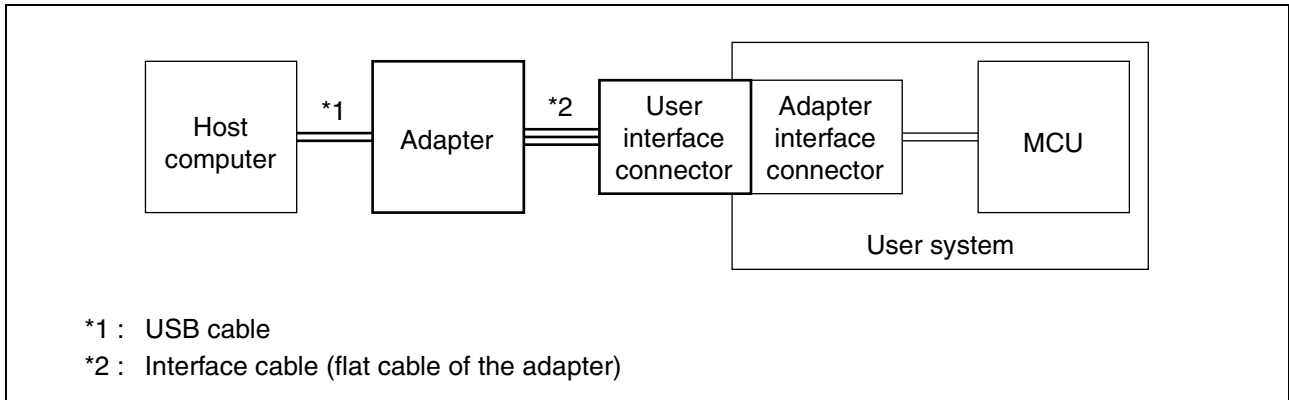 Host
computer
*1
Adapter
*2
User
interface
connector
Adapter
interface
connector
MCU
User system
*1 : USB cable
*2 : Interface cable (flat cable of the adapter)